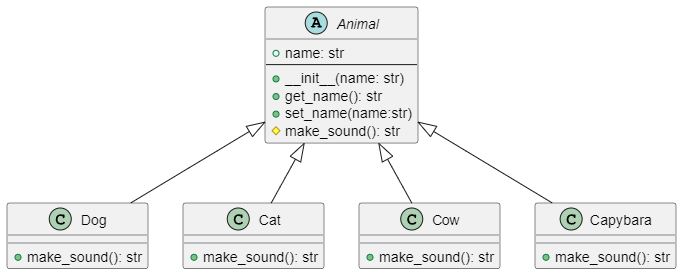 A Animal
name: str
__init__(name: str)
get_name(): str
set_name(name:str)
make_sound(): str
C Dog
C Cat
C Cow
C Capybara
make_sound(): str
make_sound(): str
make_sound(): str
make_sound(): str